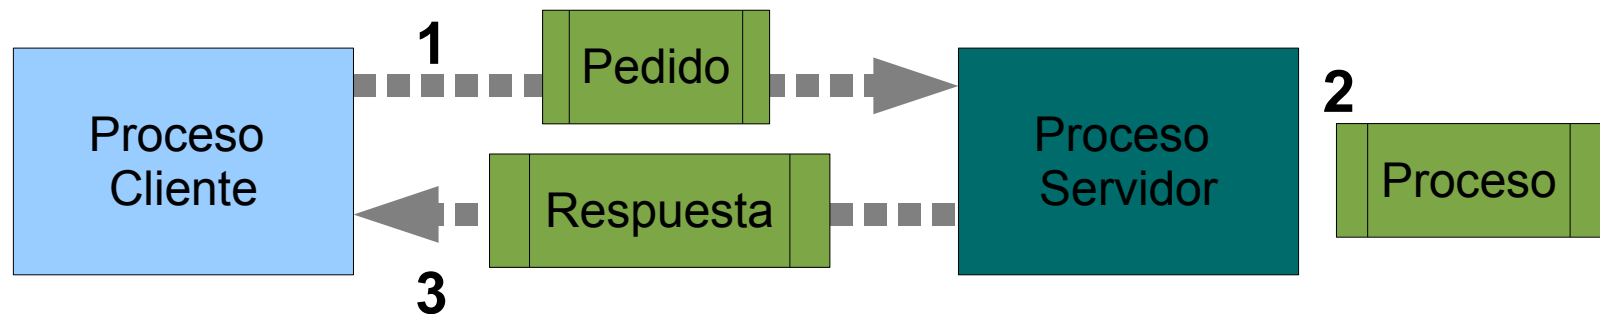 1
Pedido
Proceso
Cliente
Respuesta
3
Proceso
Servidor
2
Proceso